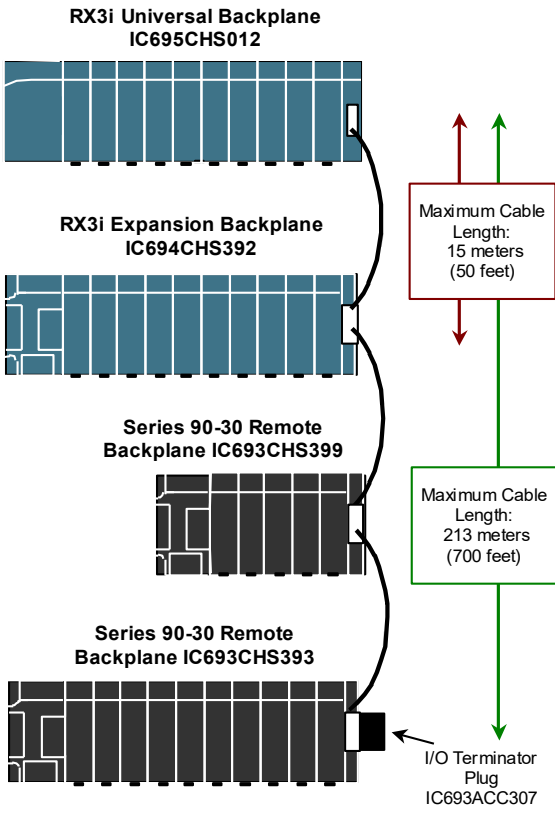 RX3i Universal Backplane
IC695CHS012
RX3i Expansion Backplane
IC694CHS392
Maximum Cable
Length:
15 meters
(50 feet)
Series 90-30 Remote
Backplane IC693CHS399
Maximum Cable
Length:
213 meters
(700 feet)
Series 90-30 Remote
Backplane IC693CHS393
I/O Terminator
Plug
IC693ACC307